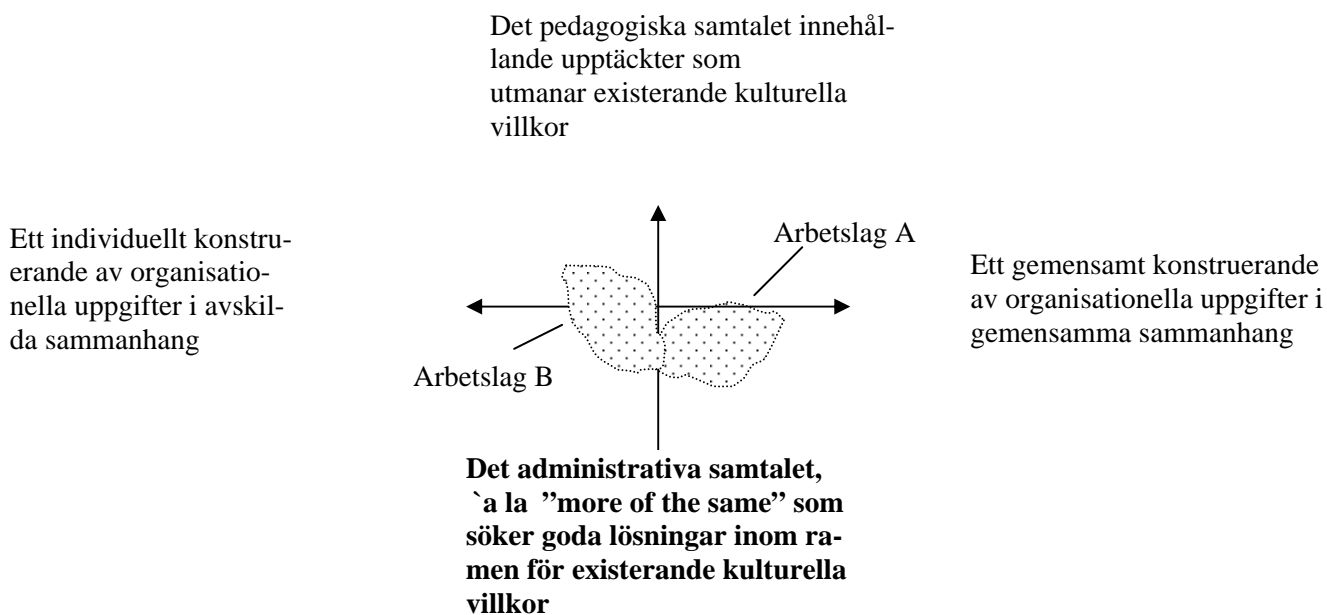 Det pedagogiska samtalet innehål-
lande upptäckter som
utmanar existerande kulturella
villkor
Ett individuellt konstru-
erande av organisatio-
nella uppgifter i avskil-
da sammanhang
Arbetslag A
Ett gemensamt konstruerande
av organisationella uppgifter i
gemensamma sammanhang
Arbetslag B
Det administrativa samtalet,
`a la ”more of the same” som
söker goda lösningar inom ra-
men för existerande kulturella
villkor